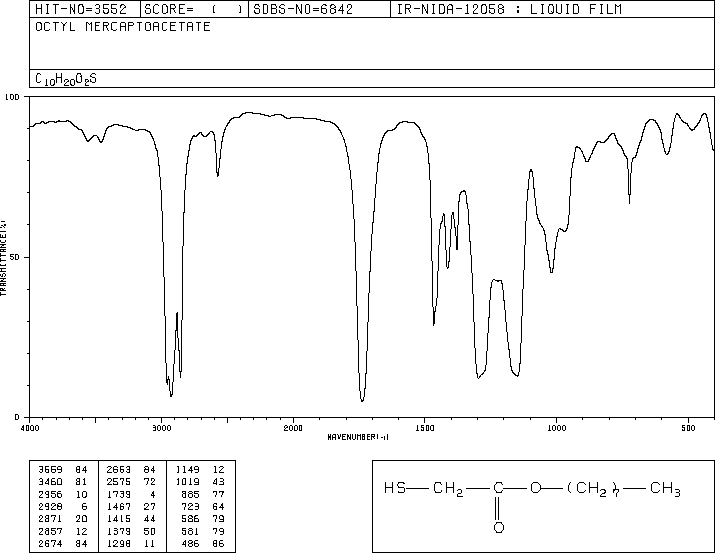 HIT-NO=3552 SCORE= ( ) SDBS-NO=6842 IR-NIDA-12058 : LIQUID FILM
OCTYL MERCAPTOACETATE
C10H20O2S
100
TRANSMITTANCE(%)
50
0
4000 3000 2000 1500 1000 500
WAVENUMBER(-1)
3559 84 2663 84 1149 12
3460 81 2575 72 1019 43
2956 10 1739 4 885 77
2928 6 1467 27 723 64
2871 20 1415 44 586 79
2857 12 1379 50 581 79
2674 84 1298 11 486 86
HS—CH2—C—O—(CH2)7—CH3
O